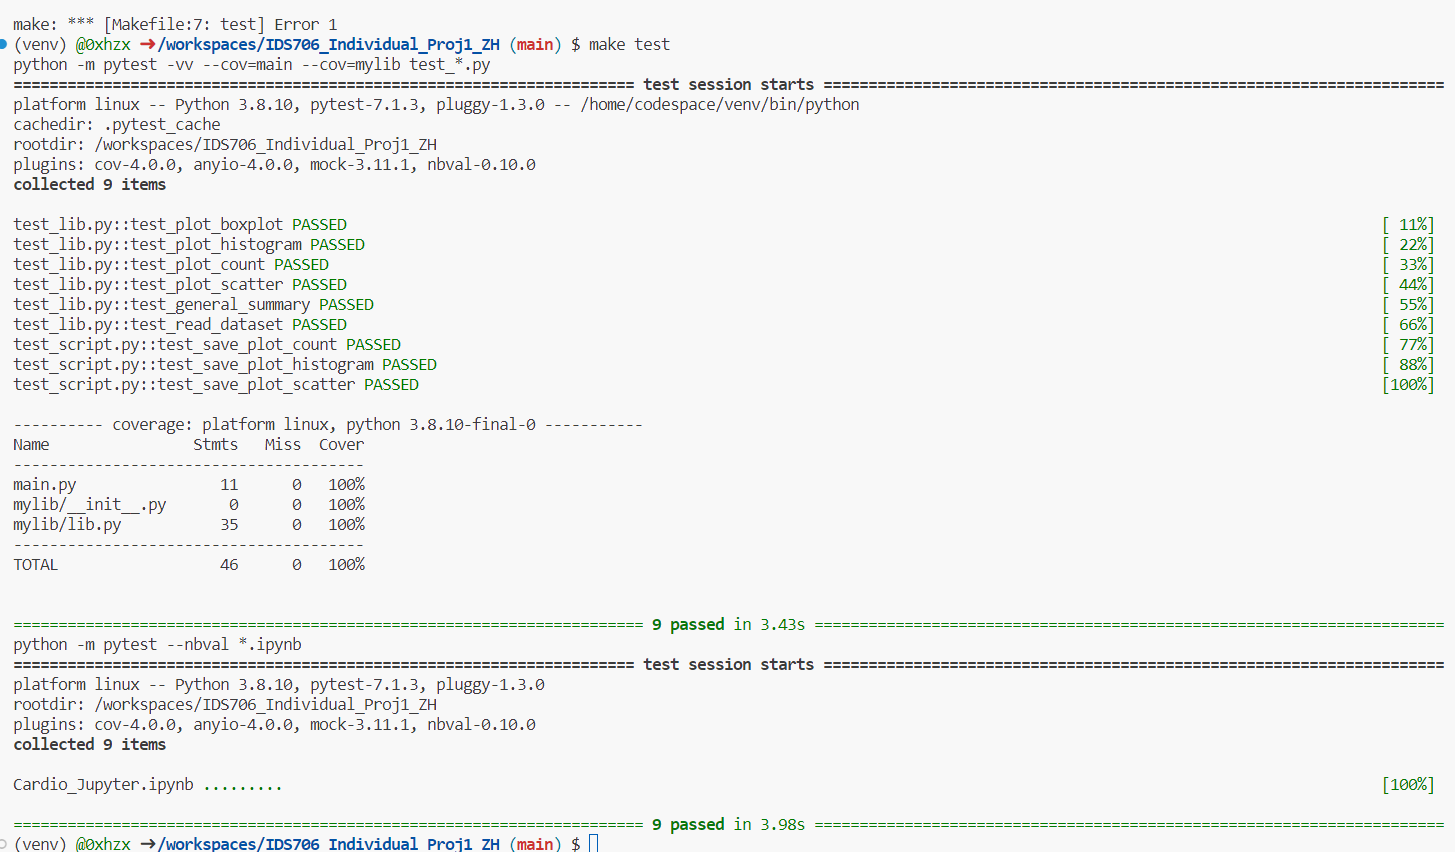 make: *** [Makefile:7: test] Error 1
(venv) @0xhzx ➜/workspaces/IDS706_Individual_Proj1_ZH (main) $ make test
python -m pytest -vv --cov=main --cov=mylib test_*.py
===================================================================== test session starts =====================================================================
platform linux -- Python 3.8.10, pytest-7.1.3, pluggy-1.3.0 -- /home/codespace/venv/bin/python
cachedir: .pytest_cache
rootdir: /workspaces/IDS706_Individual_Proj1_ZH
plugins: cov-4.0.0, anyio-4.0.0, mock-3.11.1, nbval-0.10.0
collected 9 items

test_lib.py::test_plot_boxplot PASSED [ 11%]
test_lib.py::test_plot_histogram PASSED [ 22%]
test_lib.py::test_plot_count PASSED [ 33%]
test_lib.py::test_plot_scatter PASSED [ 44%]
test_lib.py::test_general_summary PASSED [ 55%]
test_lib.py::test_read_dataset PASSED [ 66%]
test_script.py::test_save_plot_count PASSED [ 77%]
test_script.py::test_save_plot_histogram PASSED [ 88%]
test_script.py::test_save_plot_scatter PASSED [100%]

---------- coverage: platform linux, python 3.8.10-final-0 -----------
Name                Stmts   Miss  Cover
---------------------------------------
main.py                11      0   100%
mylib/__init__.py       0      0   100%
mylib/lib.py           35      0   100%
---------------------------------------
TOTAL                  46      0   100%

====================================================================== 9 passed in 3.43s ======================================================================
python -m pytest --nbval *.ipynb
===================================================================== test session starts =====================================================================
platform linux -- Python 3.8.10, pytest-7.1.3, pluggy-1.3.0
rootdir: /workspaces/IDS706_Individual_Proj1_ZH
plugins: cov-4.0.0, anyio-4.0.0, mock-3.11.1, nbval-0.10.0
collected 9 items

Cardio_Jupyter.ipynb ......... [100%]

====================================================================== 9 passed in 3.98s ======================================================================
(venv) @0xhzx ➜/workspaces/IDS706_Individual_Proj1_ZH (main) $